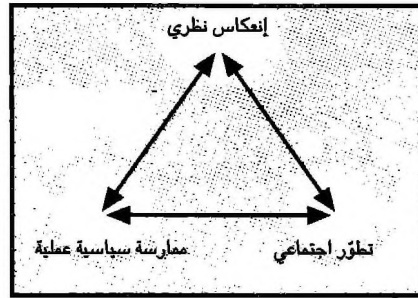 إنعكاس نظري
تطوّر اجتماعي
ممارسة سياسية عملية